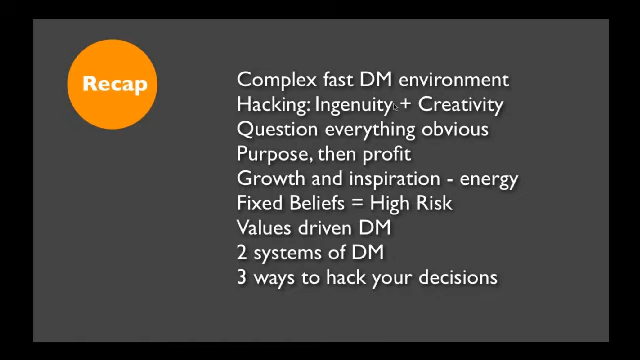 Recap
Complex fast DM environment
Hacking: Ingenuity + Creativity
Question everything obvious
Purpose, then profit
Growth and inspiration - energy
Fixed Beliefs = High Risk
Values driven DM
2 systems of DM
3 ways to hack your decisions